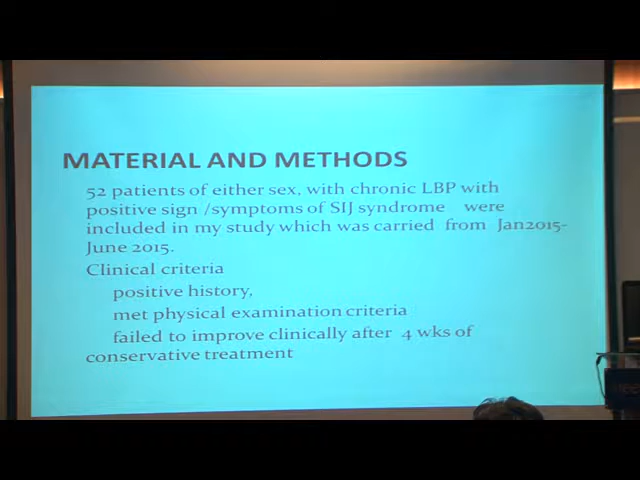 MATERIAL AND METHODS
52 patients of either sex, with chronic LBP with
positive sign /symptoms of SIJ syndrome were
included in my study which was carried from Jan2015-
June 2015.
Clinical criteria
positive history,
met physical examination criteria
failed to improve clinically after 4 wks of
conservative treatment